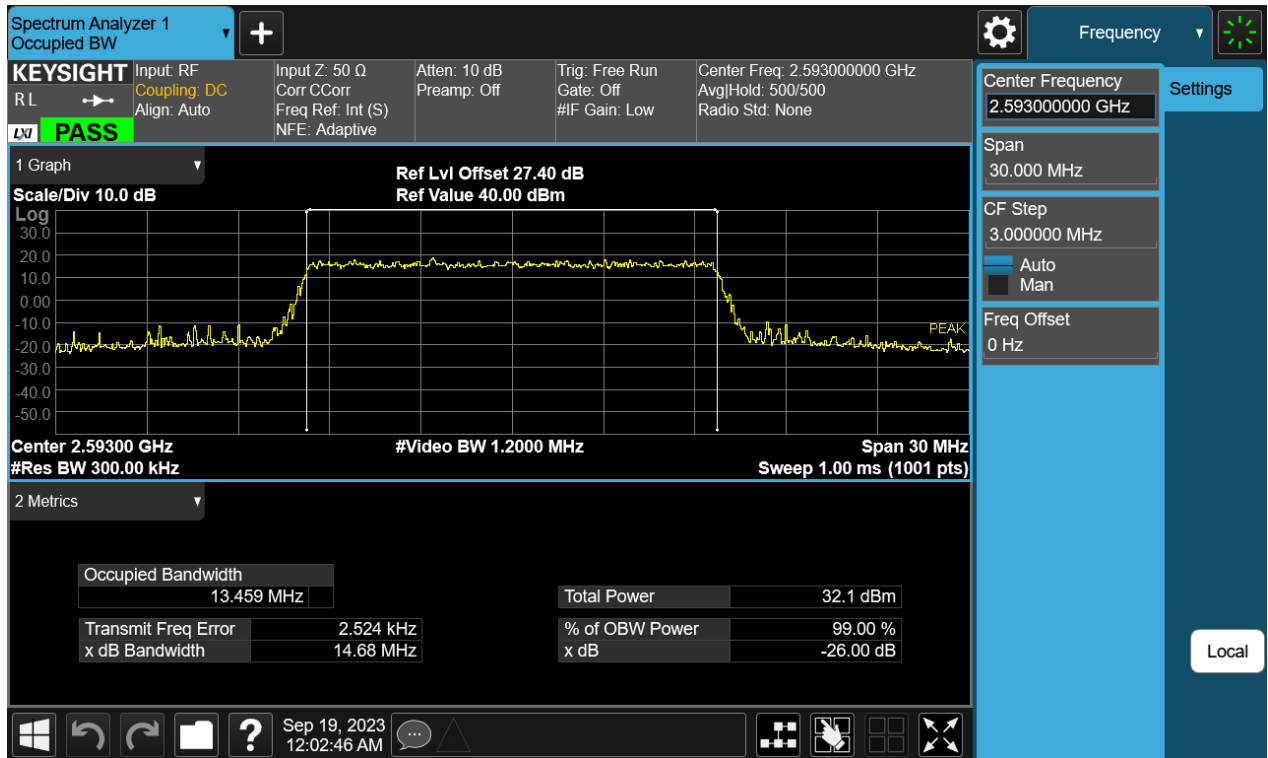 Spectrum Analyzer 1
Occupied BW
+
Frequency
KEYSIGHT
R L
LXI
PASS
Input: RF
Coupling: DC
Align: Auto
Input Z: 50 Ω
Corr CCorr
Freq Ref: Int (S)
NFE: Adaptive
Atten: 10 dB
Preamp: Off
Trig: Free Run
Gate: Off
#IF Gain: Low
Center Freq: 2.593000000 GHz
Avg|Hold: 500/500
Radio Std: None
Center Frequency
2.593000000 GHz
Settings
Span
30.000 MHz
CF Step
3.000000 MHz
Auto
Man
Freq Offset
0 Hz
Local
1 Graph
Scale/Div 10.0 dB
Ref Lvl Offset 27.40 dB
Ref Value 40.00 dBm
Log
30.0
20.0
10.0
0.00
-10.0
-20.0
-30.0
-40.0
-50.0
PEAK
Center 2.59300 GHz
#Video BW 1.2000 MHz
Span 30 MHz
#Res BW 300.00 kHz
Sweep 1.00 ms (1001 pts)
2 Metrics
Occupied Bandwidth
13.459 MHz
Transmit Freq Error 2.524 kHz
x dB Bandwidth 14.68 MHz
Total Power 32.1 dBm
% of OBW Power 99.00 %
x dB -26.00 dB
?
Sep 19, 2023
12:02:46 AM